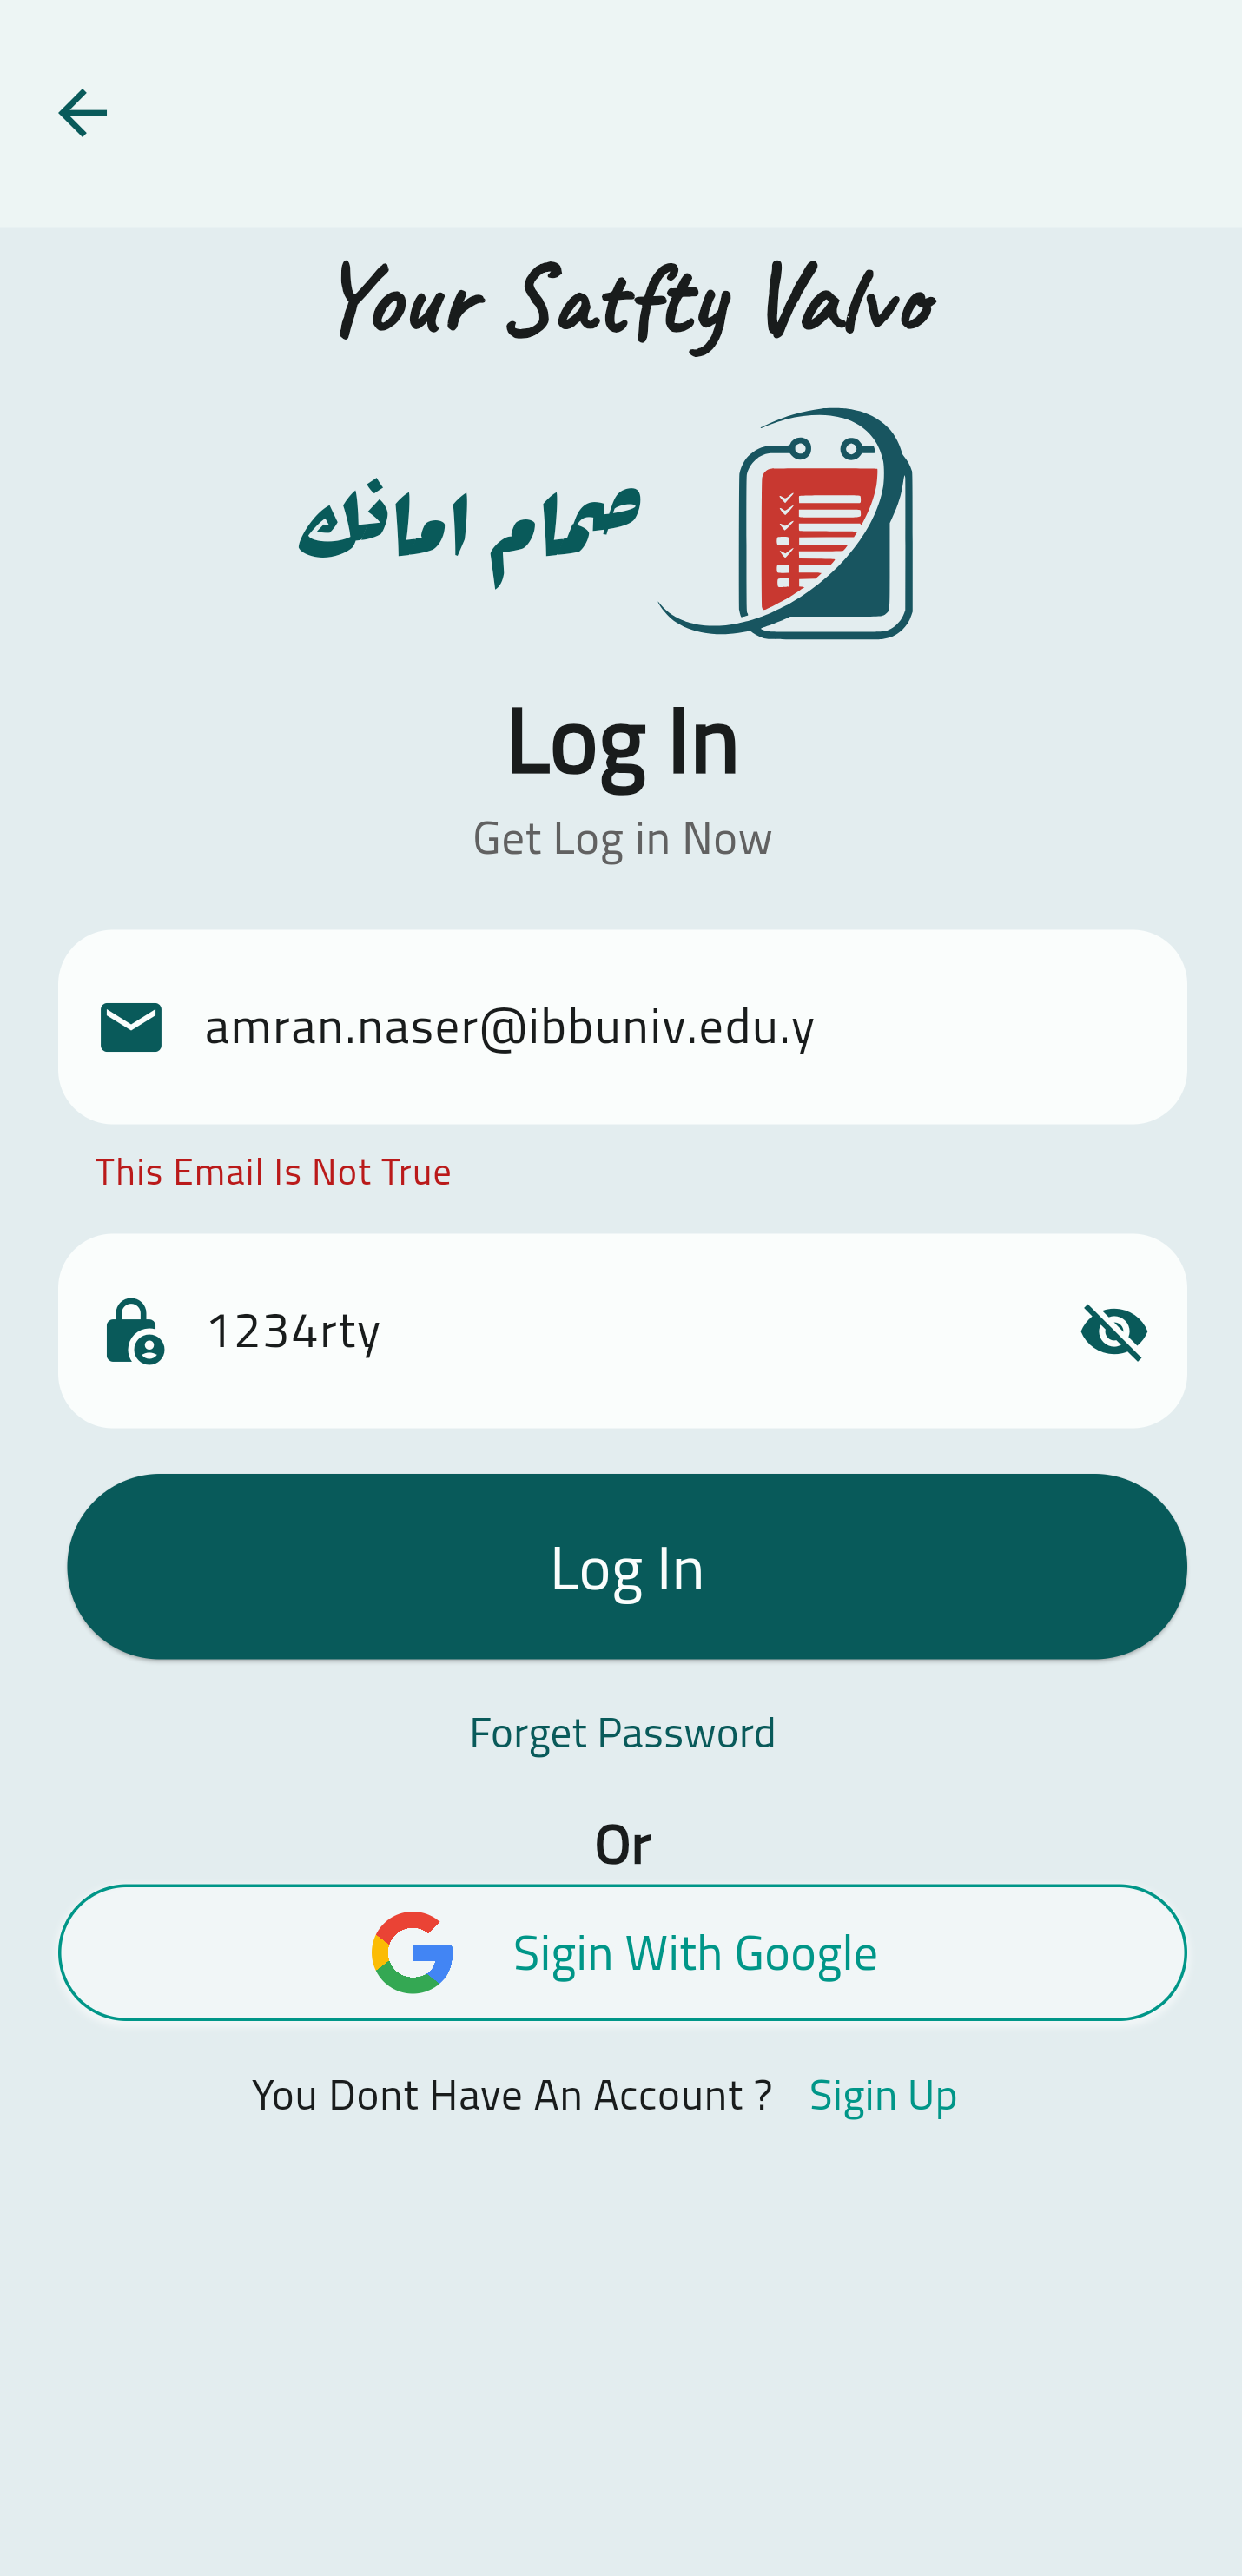 Your Satfty Valvo
صمام امانك
Log In
Get Log in Now
amran.naser@ibbuniv.edu.y
This Email Is Not True
1234rty
Log In
Forget Password
Or
Sigin With Google
You Dont Have An Account ? Sigin Up